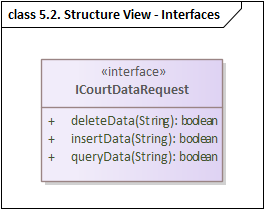 class 5.2. Structure View - Interfaces
«interface»
ICourtDataRequest
+ deleteData(String): boolean
+ insertData(String): boolean
+ queryData(String): boolean